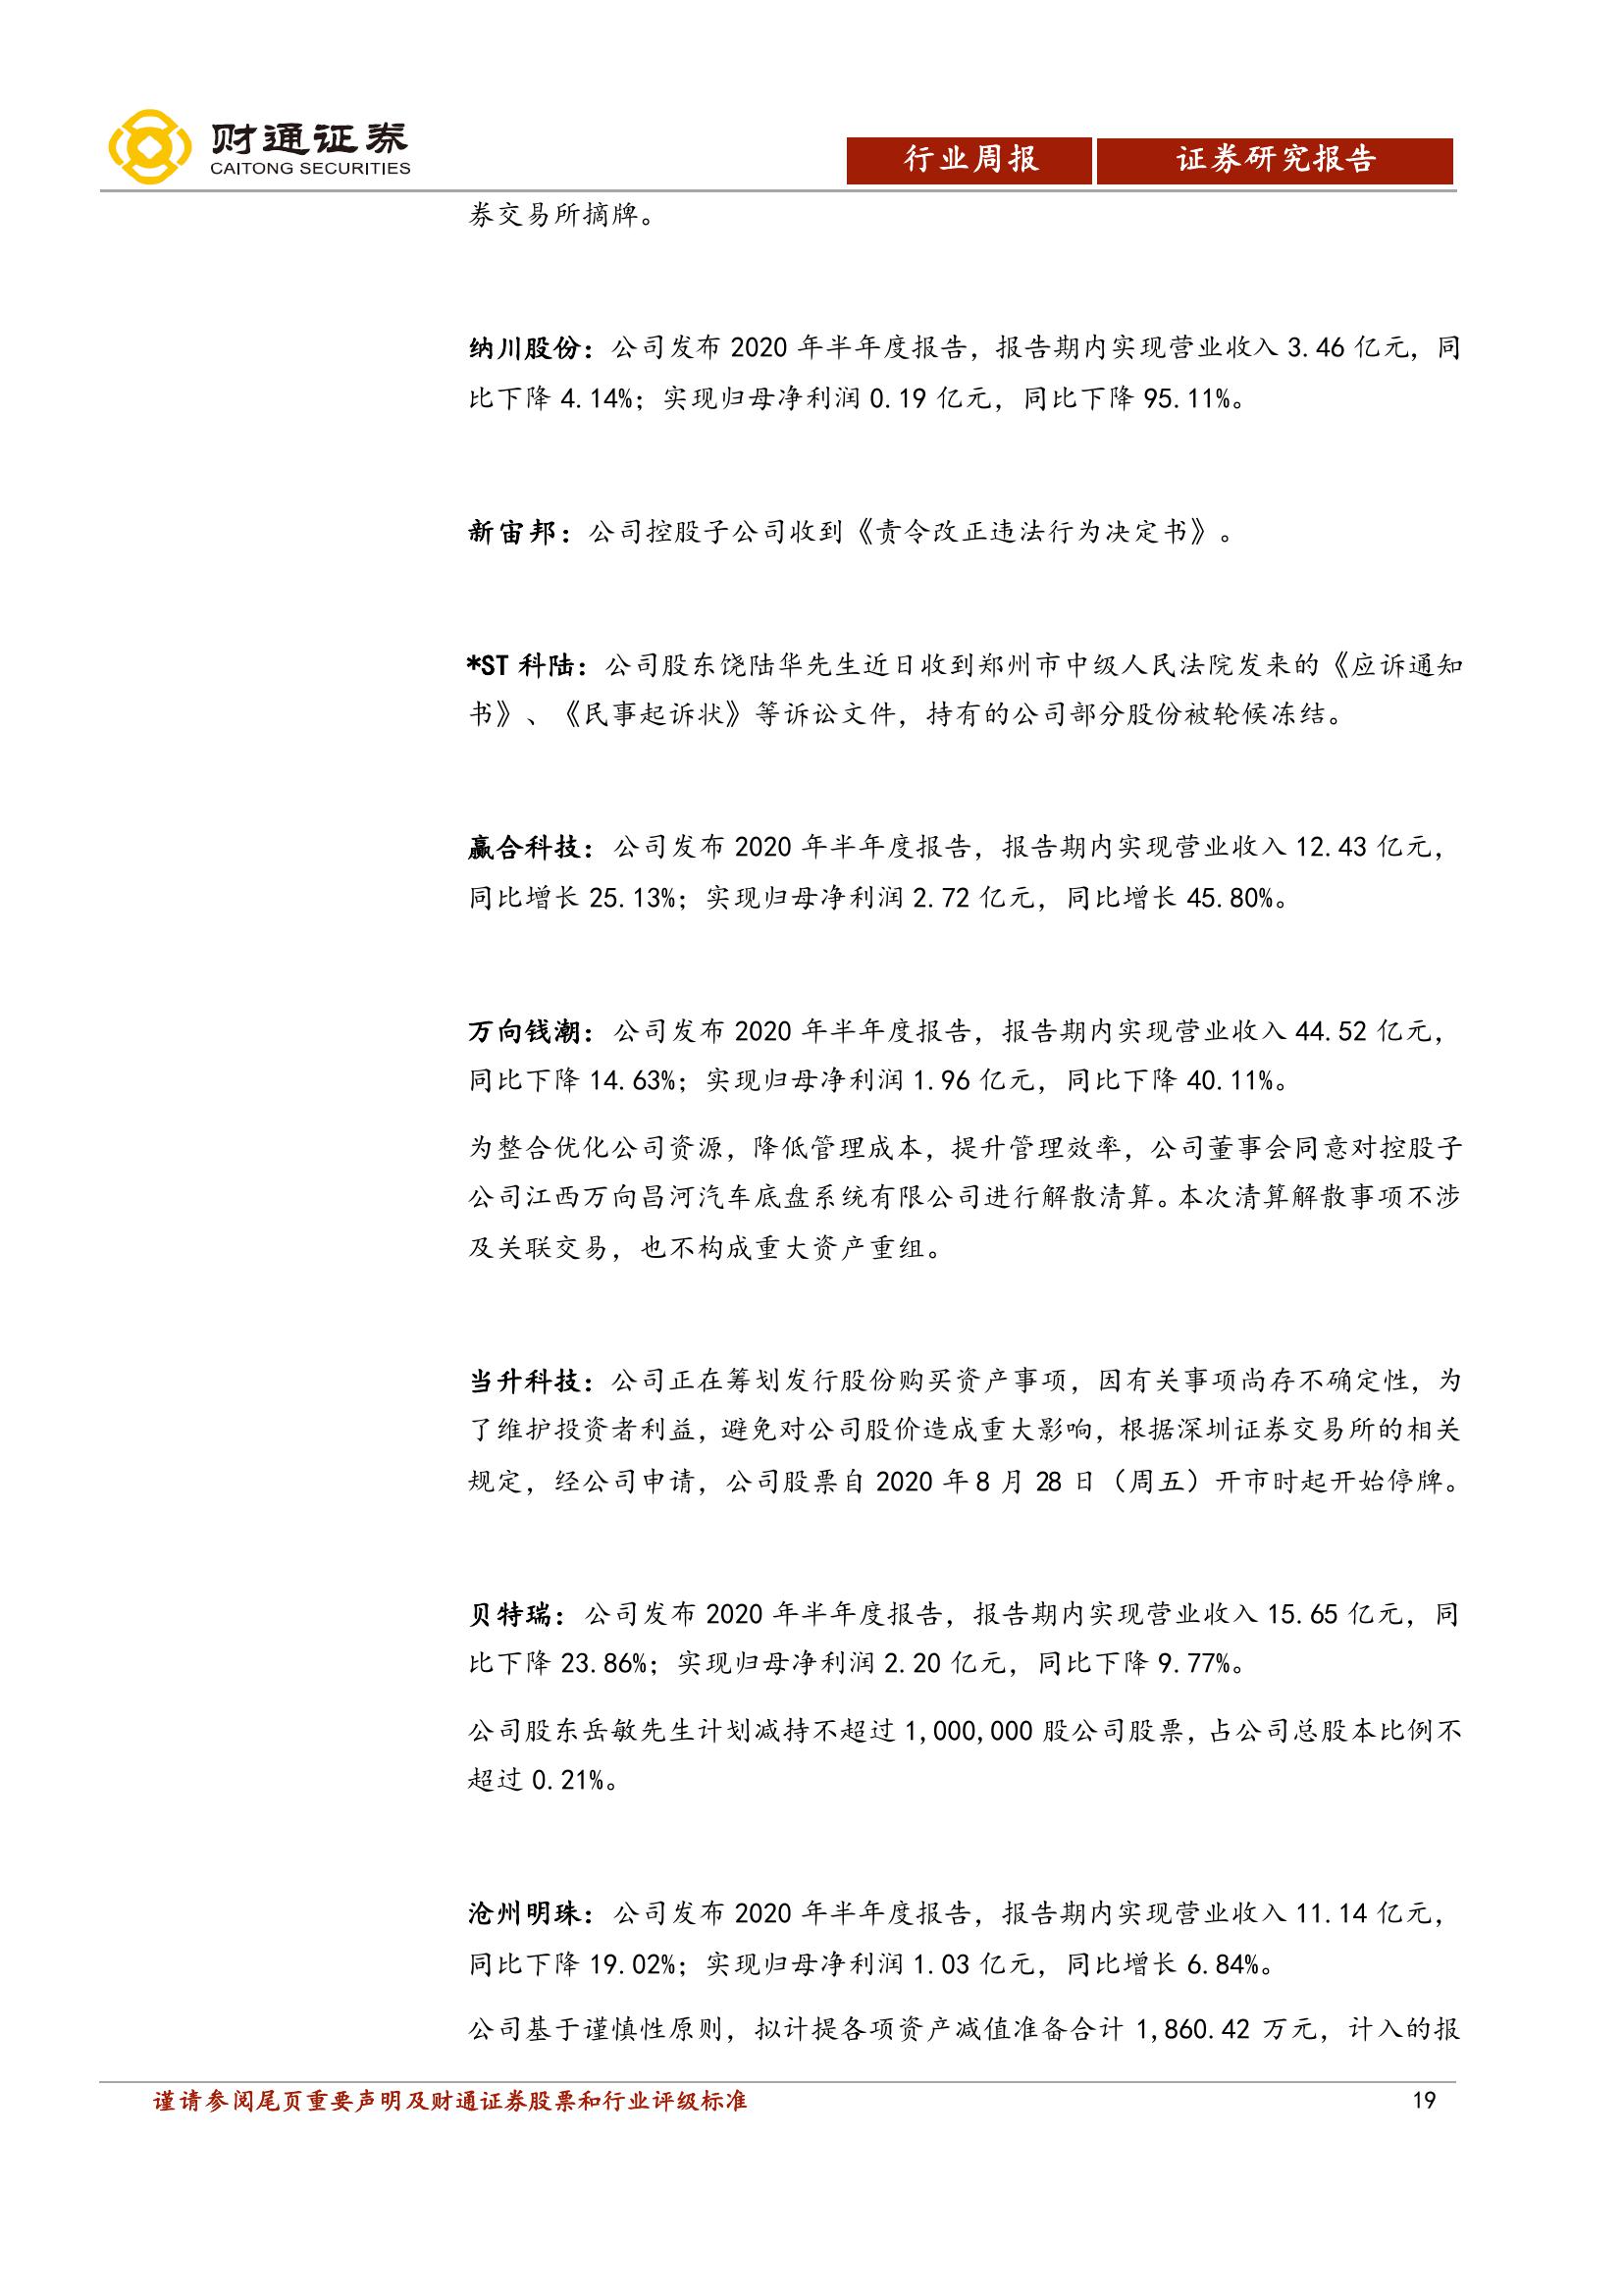 财通证券
CAITONG SECURITIES
行业周报 证券研究报告
券交易所摘牌。
纳川股份：公司发布 2020 年半年度报告，报告期内实现营业收入 3.46 亿元，同
比下降 4.14%；实现归母净利润 0.19 亿元，同比下降 95.11%。
新宙邦：公司控股子公司收到《责令改正违法行为决定书》。
*ST 科陆：公司股东饶陆华先生近日收到郑州市中级人民法院发来的《应诉通知
书》、《民事起诉状》等诉讼文件，持有的公司部分股份被轮候冻结。
赢合科技：公司发布 2020 年半年度报告，报告期内实现营业收入 12.43 亿元，
同比增长 25.13%；实现归母净利润 2.72 亿元，同比增长 45.80%。
万向钱潮：公司发布 2020 年半年度报告，报告期内实现营业收入 44.52 亿元，
同比下降 14.63%；实现归母净利润 1.96 亿元，同比下降 40.11%。
为整合优化公司资源，降低管理成本，提升管理效率，公司董事会同意对控股子
公司江西万向昌河汽车底盘系统有限公司进行解散清算。本次清算解散事项不涉
及关联交易，也不构成重大资产重组。
当升科技：公司正在筹划发行股份购买资产事项，因有关事项尚存不确定性，为
了维护投资者利益，避免对公司股价造成重大影响，根据深圳证券交易所的相关
规定，经公司申请，公司股票自 2020 年 8 月 28 日（周五）开市时起开始停牌。
贝特瑞：公司发布 2020 年半年度报告，报告期内实现营业收入 15.65 亿元，同
比下降 23.86%；实现归母净利润 2.20 亿元，同比下降 9.77%。
公司股东岳敏先生计划减持不超过 1,000,000 股公司股票，占公司总股本比例不
超过 0.21%。
沧州明珠：公司发布 2020 年半年度报告，报告期内实现营业收入 11.14 亿元，
同比下降 19.02%；实现归母净利润 1.03 亿元，同比增长 6.84%。
公司基于谨慎性原则，拟计提各项资产减值准备合计 1,860.42 万元，计入的报
谨请参阅尾页重要声明及财通证券股票和行业评级标准 19